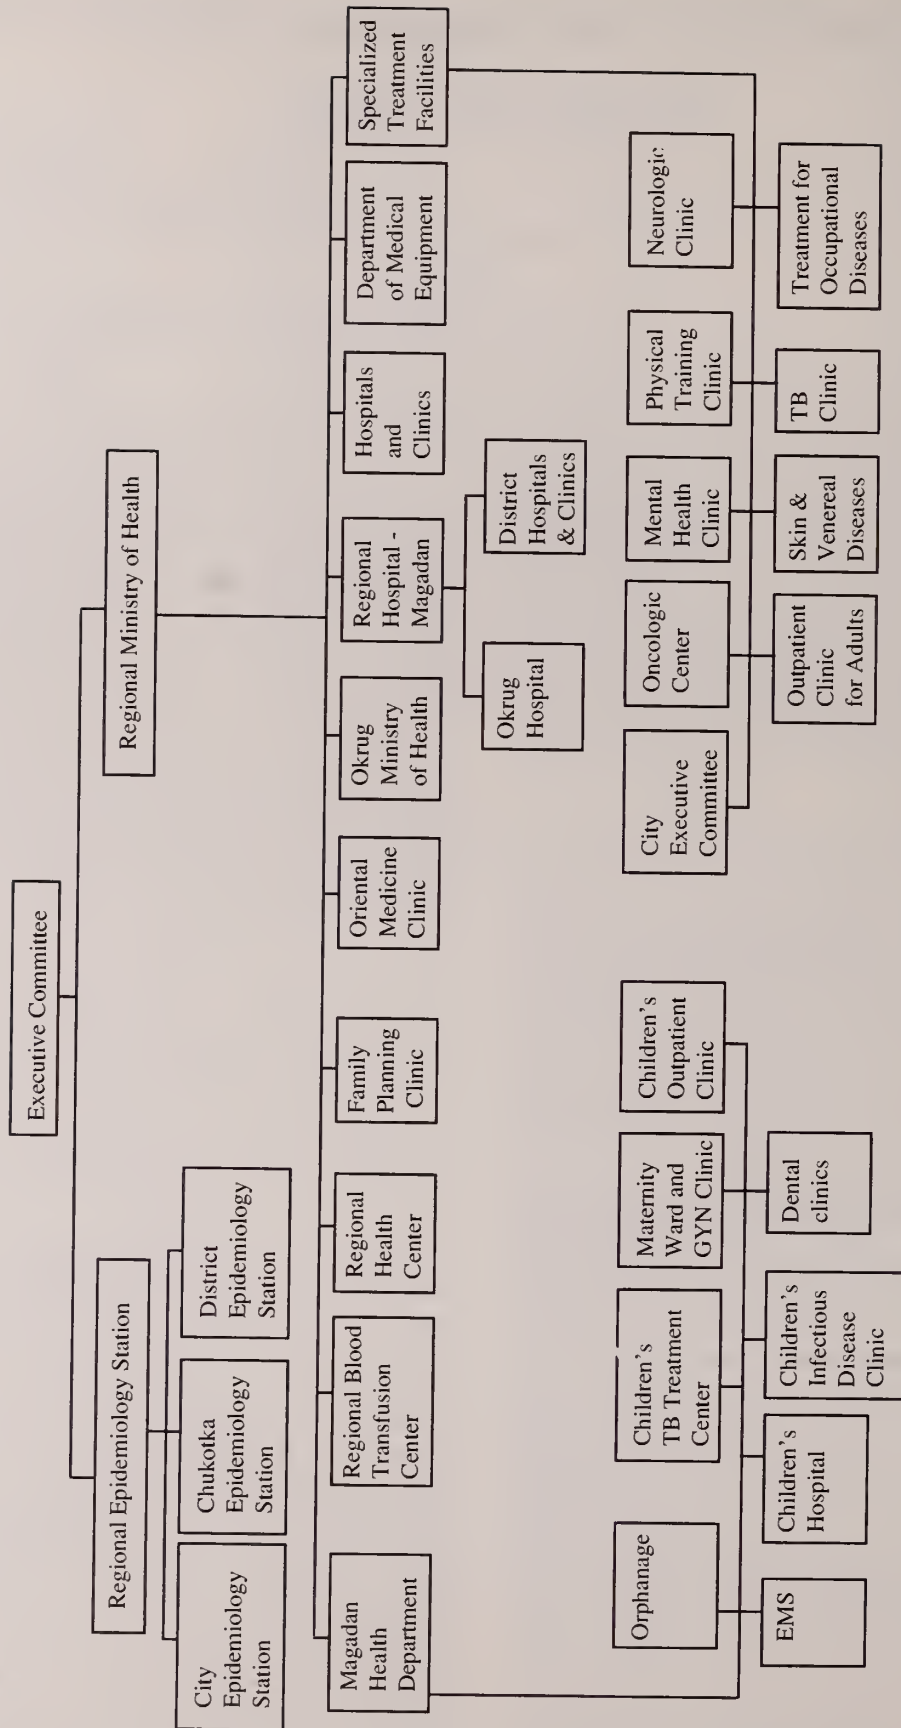 Executive Committee
Regional Epidemiology Station
Regional Ministry of Health
City
Epidemiology
Station
Chukotka
Epidemiology
Station
District
Epidemiology
Station
Magadan
Health
Department
Regional Blood
Transfusion
Center
Regional
Health
Center
Family
Planning
Clinic
Oriental
Medicine
Clinic
Okrug
Ministry
of Health
Regional
Hospital -
Magadan
Hospitals
and
Clinics
Department
of Medical
Equipment
Specialized
Treatment
Facilities
Okrug
Hospital
District
Hospitals
& Clinics
Orphanage
Children's
TB Treatment
Center
Maternity
Ward and
GYN Clinic
Children's
Outpatient
Clinic
EMS
Children's
Hospital
Children's
Infectious
Disease
Clinic
Dental
clinics
City
Executive
Committee
Oncologic
Center
Mental
Health
Clinic
Physical
Training
Clinic
Neurologic
Clinic
Outpatient
Clinic
for Adults
Skin &
Venereal
Diseases
TB
Clinic
Treatment for
Occupational
Diseases